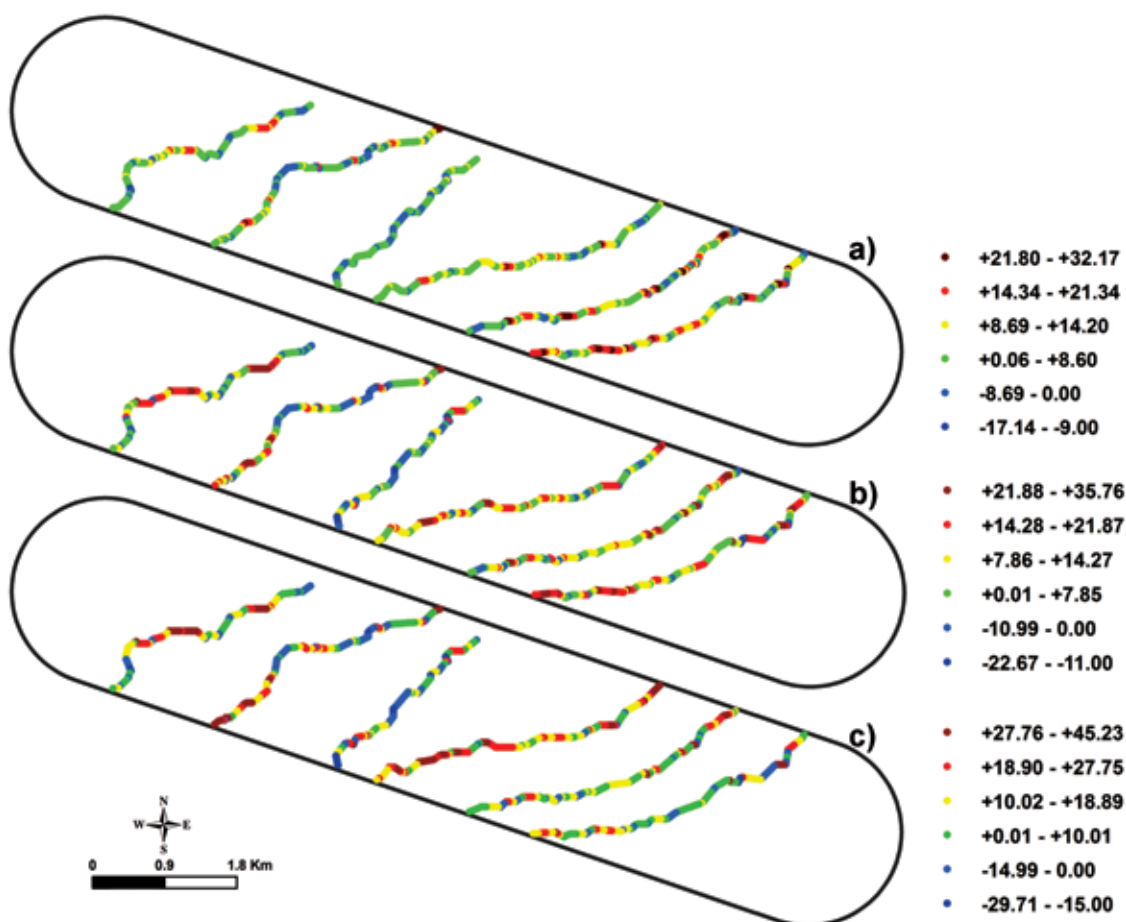 a)
+21.80 - +32.17
+14.34 - +21.34
+8.69 - +14.20
+0.06 - +8.60
-8.69 - 0.00
-17.14 - -9.00
b)
+21.88 - +35.76
+14.28 - +21.87
+7.86 - +14.27
+0.01 - +7.85
-10.99 - 0.00
-22.67 - -11.00
c)
+27.76 - +45.23
+18.90 - +27.75
+10.02 - +18.89
+0.01 - +10.01
-14.99 - 0.00
-29.71 - -15.00
N
W E
S
0 0.9 1.8 Km